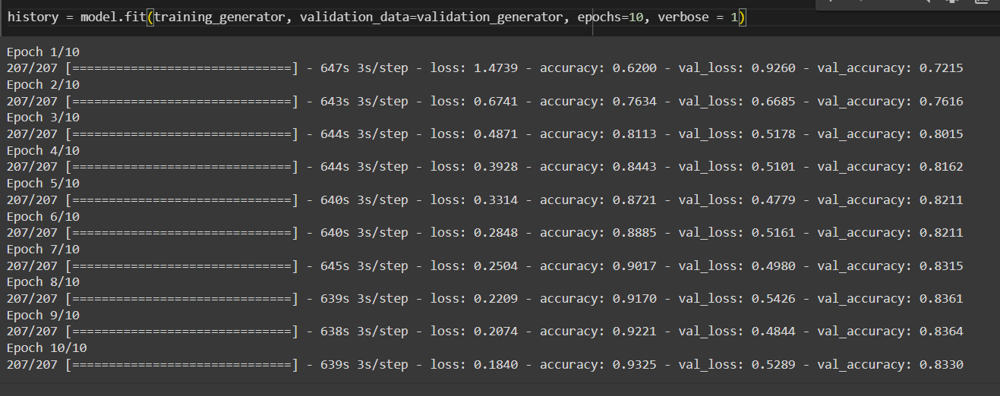 history = model.fit(training_generator, validation_data=validation_generator, epochs=10, verbose = 1)
Epoch 1/10
207/207 [==============================] - 647s 3s/step - loss: 1.4739 - accuracy: 0.6200 - val_loss: 0.9260 - val_accuracy: 0.7215
Epoch 2/10
207/207 [==============================] - 643s 3s/step - loss: 0.6741 - accuracy: 0.7634 - val_loss: 0.6685 - val_accuracy: 0.7616
Epoch 3/10
207/207 [==============================] - 644s 3s/step - loss: 0.4871 - accuracy: 0.8113 - val_loss: 0.5178 - val_accuracy: 0.8015
Epoch 4/10
207/207 [==============================] - 644s 3s/step - loss: 0.3928 - accuracy: 0.8443 - val_loss: 0.5101 - val_accuracy: 0.8162
Epoch 5/10
207/207 [==============================] - 640s 3s/step - loss: 0.3314 - accuracy: 0.8721 - val_loss: 0.4779 - val_accuracy: 0.8211
Epoch 6/10
207/207 [==============================] - 640s 3s/step - loss: 0.2848 - accuracy: 0.8885 - val_loss: 0.5161 - val_accuracy: 0.8211
Epoch 7/10
207/207 [==============================] - 645s 3s/step - loss: 0.2504 - accuracy: 0.9017 - val_loss: 0.4980 - val_accuracy: 0.8315
Epoch 8/10
207/207 [==============================] - 639s 3s/step - loss: 0.2209 - accuracy: 0.9170 - val_loss: 0.5426 - val_accuracy: 0.8361
Epoch 9/10
207/207 [==============================] - 638s 3s/step - loss: 0.2074 - accuracy: 0.9221 - val_loss: 0.4844 - val_accuracy: 0.8364
Epoch 10/10
207/207 [==============================] - 639s 3s/step - loss: 0.1840 - accuracy: 0.9325 - val_loss: 0.5289 - val_accuracy: 0.8330